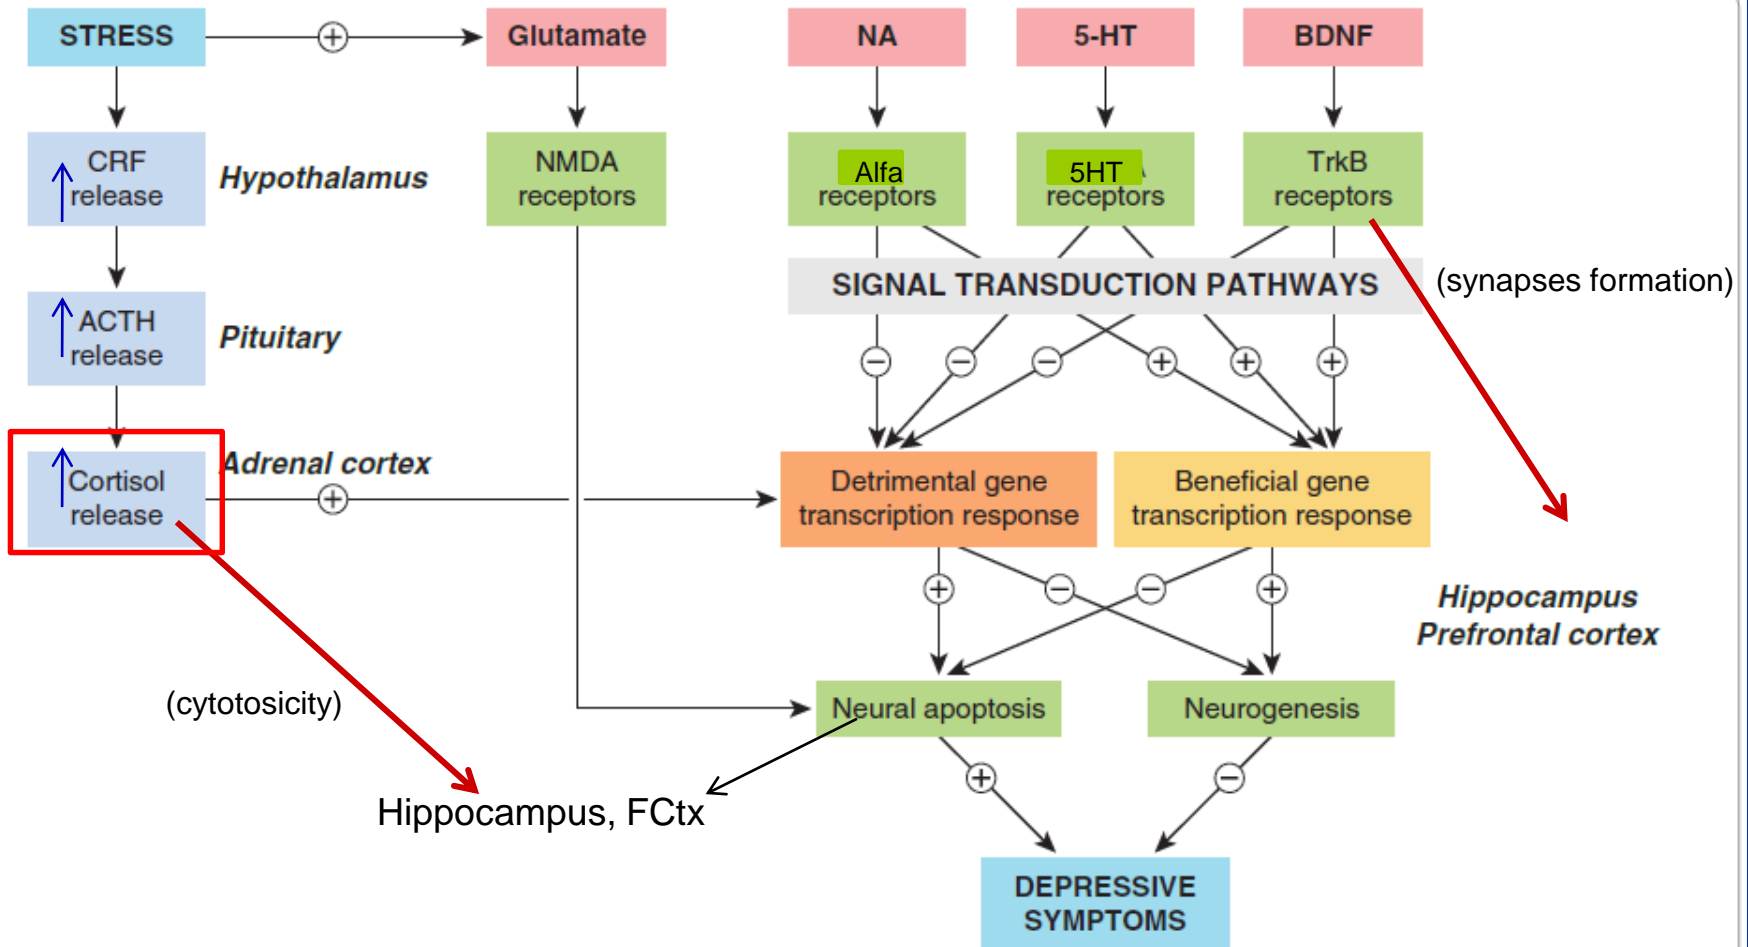 STRESS
Glutamate
NA
5-HT
BDNF
CRF
release
Hypothalamus
NMDA
receptors
Alfa
receptors
5HT
receptors
TrkB
receptors
SIGNAL TRANSDUCTION PATHWAYS
(synapses formation)
ACTH
release
Pituitary
Cortisol
release
Adrenal cortex
Detrimental gene
transcription response
Beneficial gene
transcription response
Hippocampus
Prefrontal cortex
(cytotosicity)
Neural apoptosis
Neurogenesis
Hippocampus, FCtx
DEPRESSIVE
SYMPTOMS